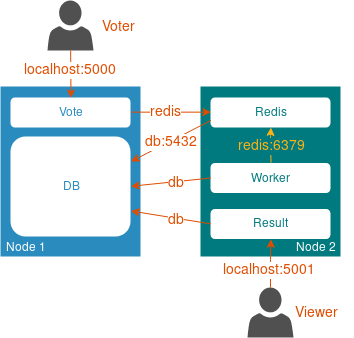 Voter
localhost:5000
Vote
redis
Redis
db:5432
redis:6379
DB
db
Worker
db
Result
Node 1
Node 2
localhost:5001
Viewer